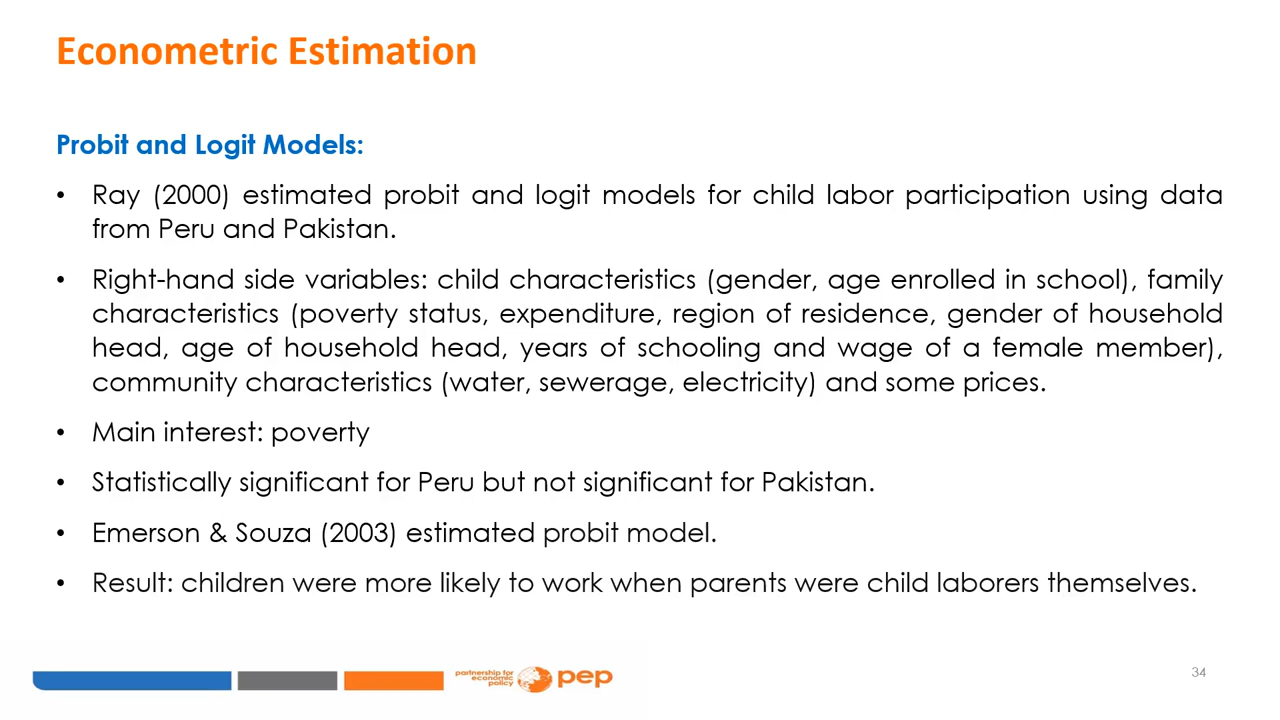 Econometric Estimation
Probit and Logit Models:
• Ray (2000) estimated probit and logit models for child labor participation using data
from Peru and Pakistan.
• Right-hand side variables: child characteristics (gender, age enrolled in school), family
characteristics (poverty status, expenditure, region of residence, gender of household
head, age of household head, years of schooling and wage of a female member),
community characteristics (water, sewerage, electricity) and some prices.
• Main interest: poverty
• Statistically significant for Peru but not significant for Pakistan.
• Emerson & Souza (2003) estimated probit model.
• Result: children were more likely to work when parents were child laborers themselves.
partnership for
economic
policy
pep
34